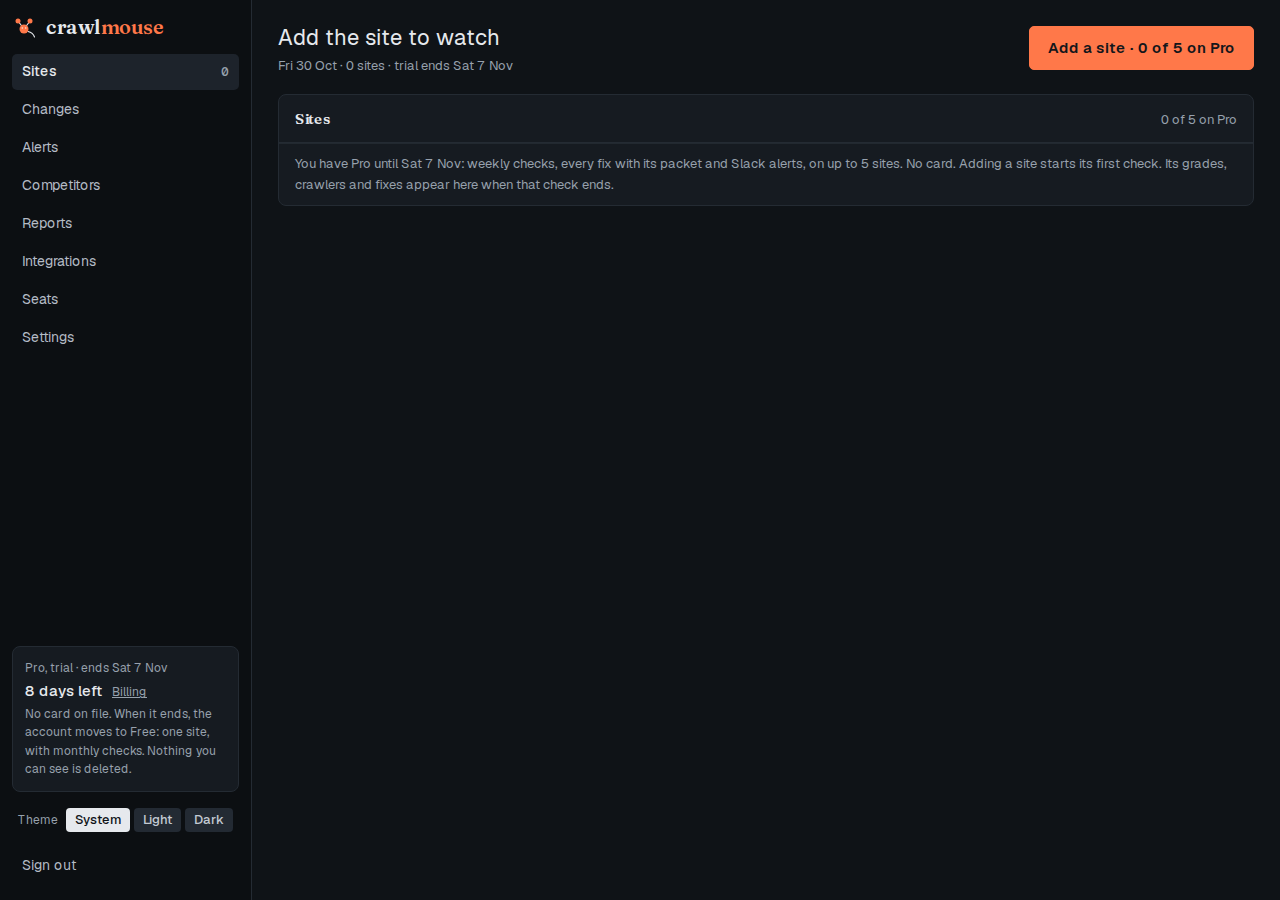 crawlmouse
Sites 0
Changes
Alerts
Competitors
Reports
Integrations
Seats
Settings
Pro, trial · ends Sat 7 Nov
8 days left Billing
No card on file. When it ends, the
account moves to Free: one site,
with monthly checks. Nothing you
can see is deleted.
Theme System Light Dark
Sign out
Add the site to watch
Fri 30 Oct · 0 sites · trial ends Sat 7 Nov
Add a site · 0 of 5 on Pro
Sites 0 of 5 on Pro
You have Pro until Sat 7 Nov: weekly checks, every fix with its packet and Slack alerts, on up to 5 sites. No card. Adding a site starts its first check. Its grades,
crawlers and fixes appear here when that check ends.